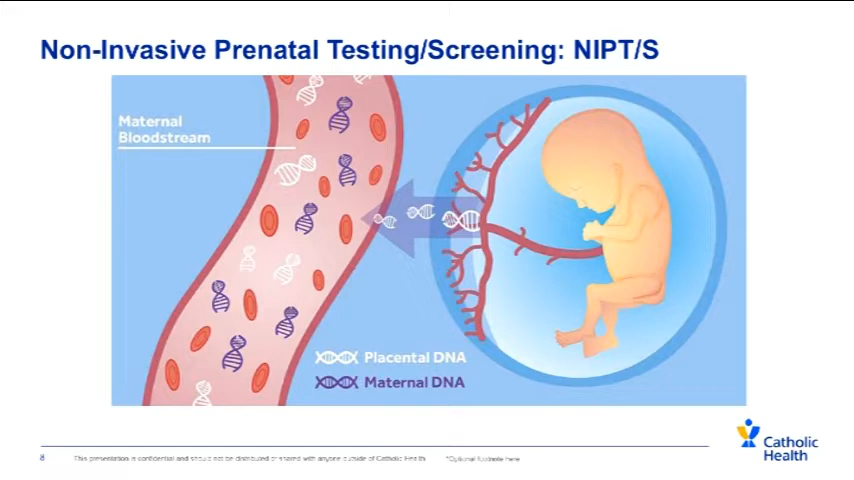 Non-Invasive Prenatal Testing/Screening: NIPT/S
Maternal
Bloodstream
Placental DNA
Maternal DNA
8
This presentation is confidential and should not be distributed or shared with anyone outside of Catholic Health
*Optional footnote here
Catholic
Health